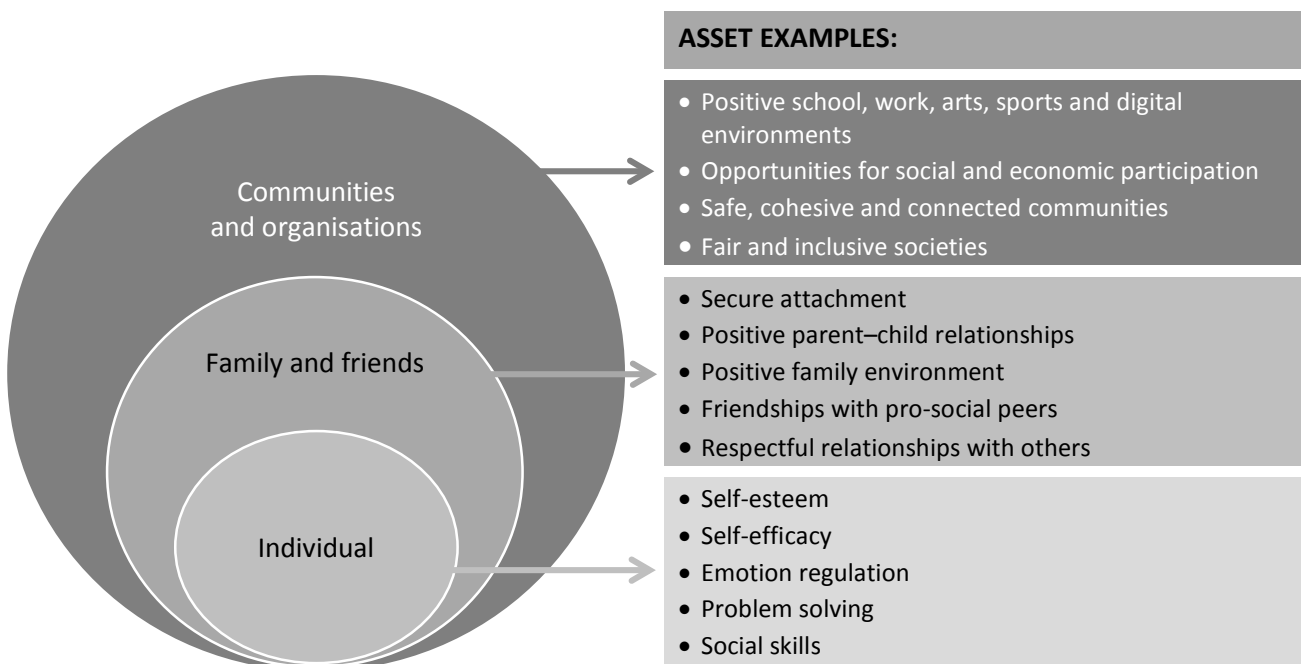 ASSET EXAMPLES:
Communities
and organisations
• Positive school, work, arts, sports and digital
environments
• Opportunities for social and economic participation
• Safe, cohesive and connected communities
• Fair and inclusive societies
Family and friends
• Secure attachment
• Positive parent–child relationships
• Positive family environment
• Friendships with pro-social peers
• Respectful relationships with others
Individual
• Self-esteem
• Self-efficacy
• Emotion regulation
• Problem solving
• Social skills